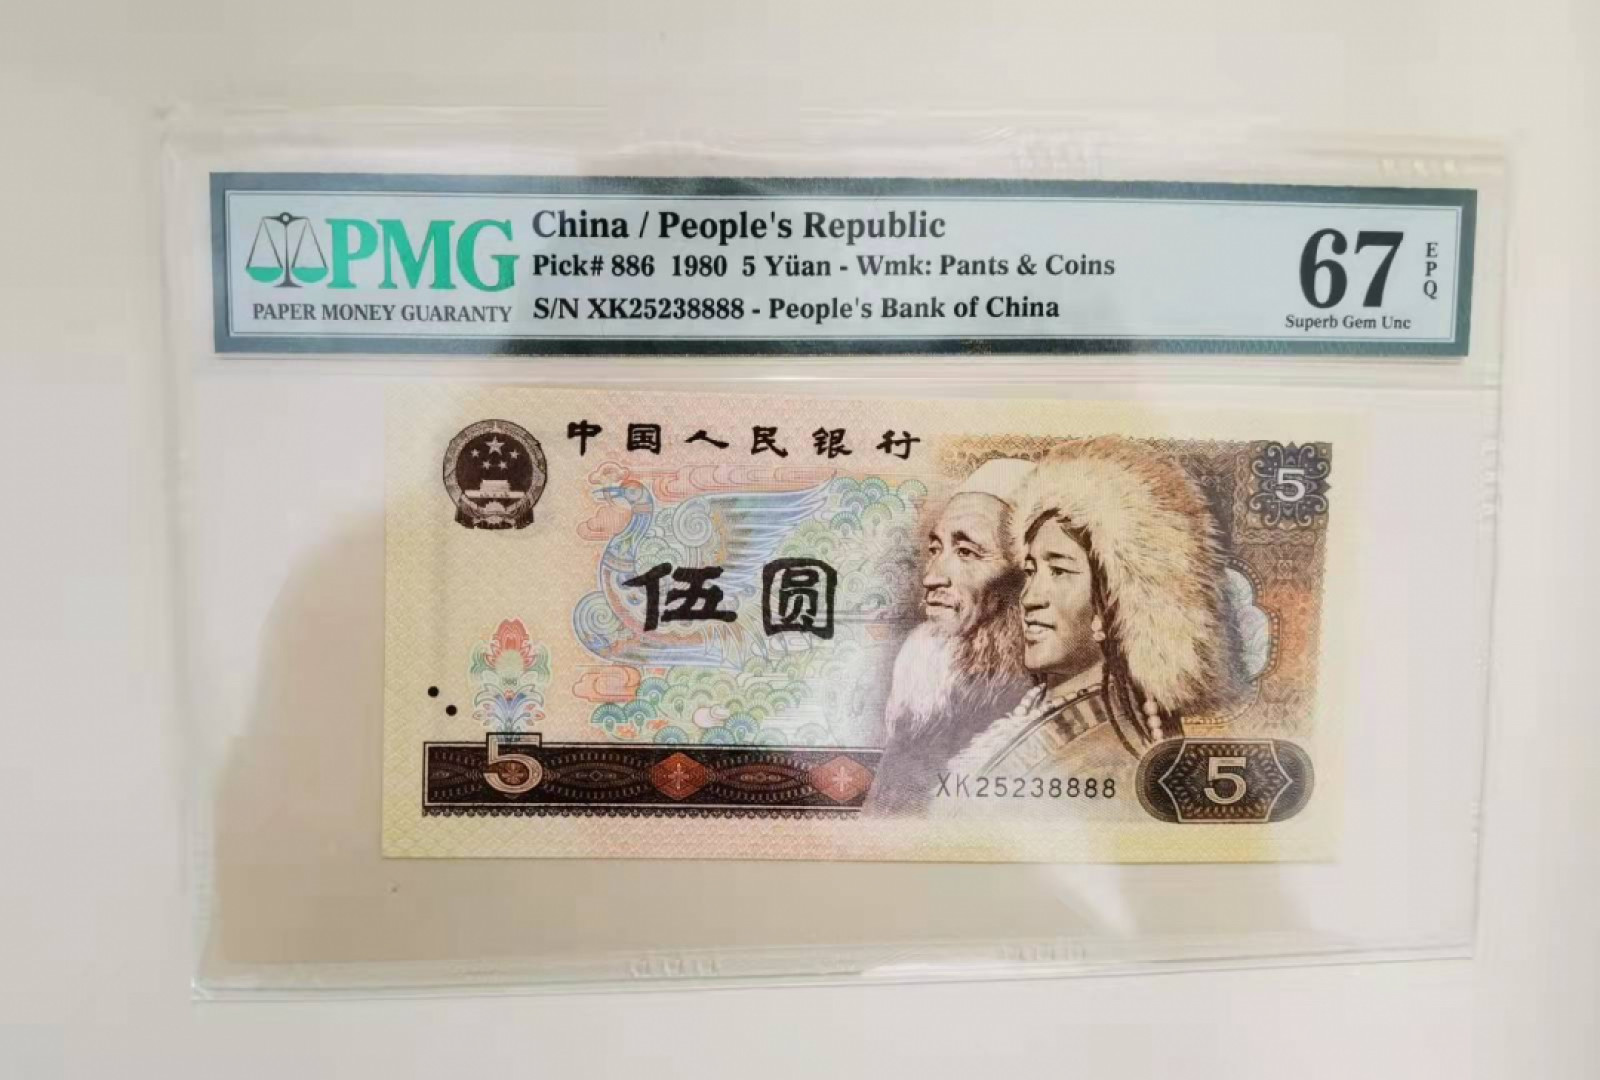 PMG
PAPER MONEY GUARANTY
China / People's Republic
Pick# 886 1980 5 Yüan - Wmk: Pants & Coins
S/N XK25238888 - People's Bank of China
67
EPQ
Superb Gem Unc
中国人民银行
5
伍圆
5
XK25238888
5